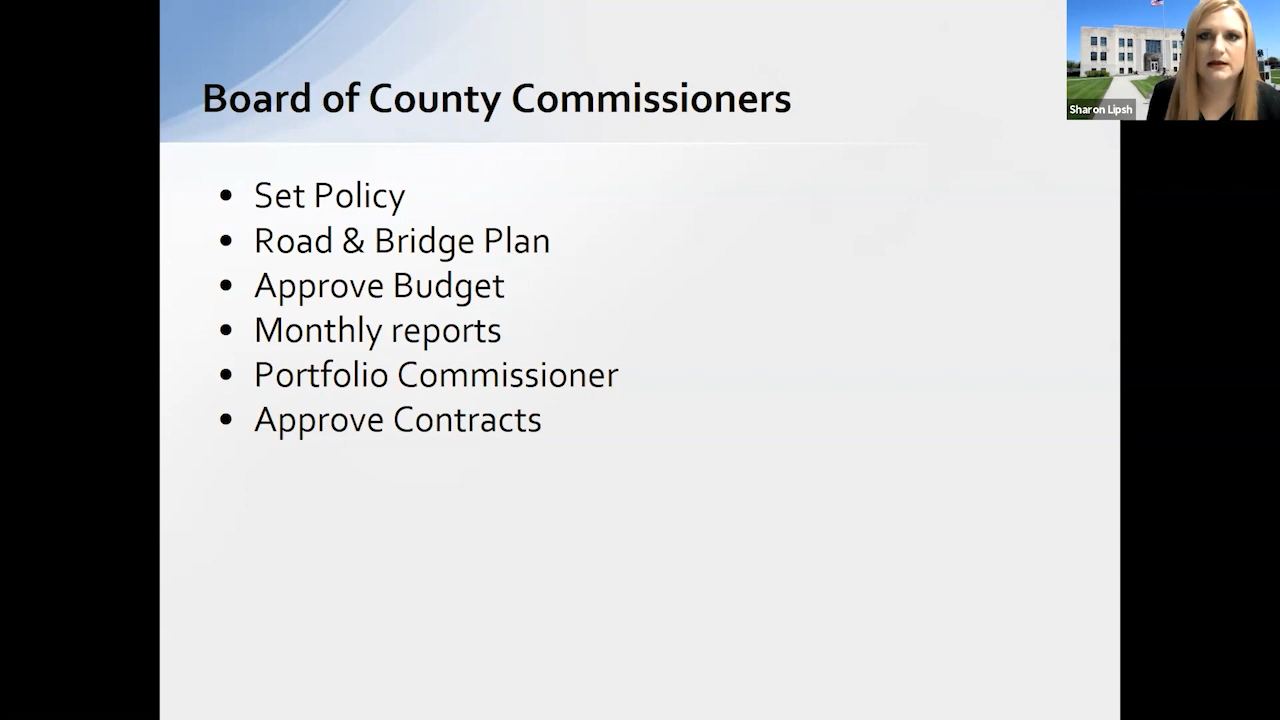 Board of County Commissioners
Sharon Lipsh
• Set Policy
• Road & Bridge Plan
• Approve Budget
• Monthly reports
• Portfolio Commissioner
• Approve Contracts